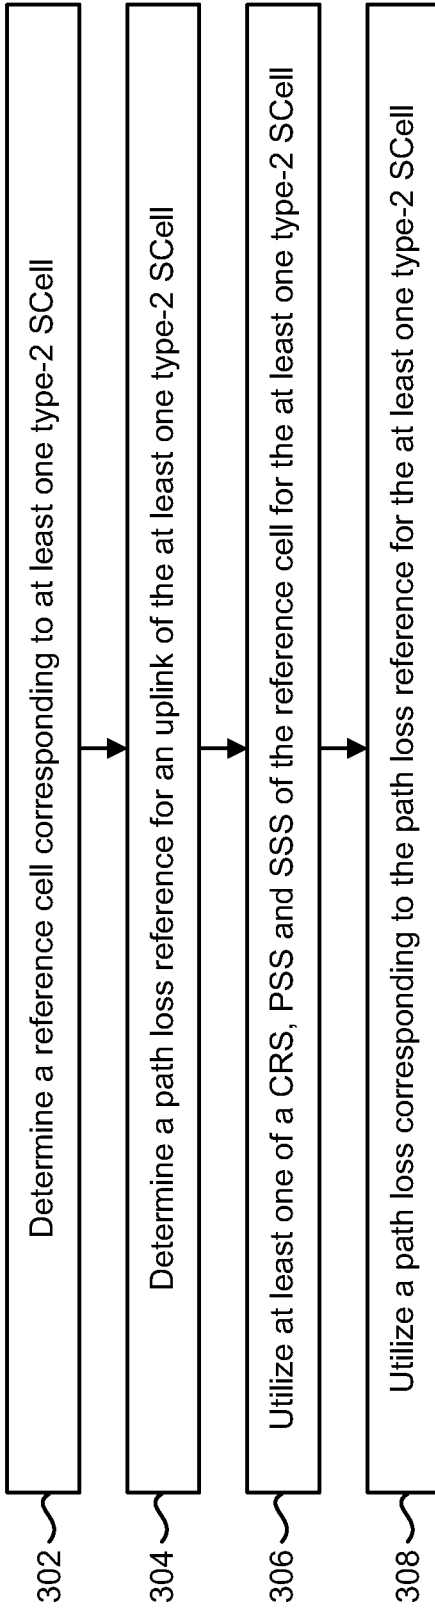 302
Determine a reference cell corresponding to at least one type-2 SCell
304
Determine a path loss reference for an uplink of the at least one type-2 SCell
306
Utilize at least one of a CRS, PSS and SSS of the reference cell for the at least one type-2 SCell
308
Utilize a path loss corresponding to the path loss reference for the at least one type-2 SCell